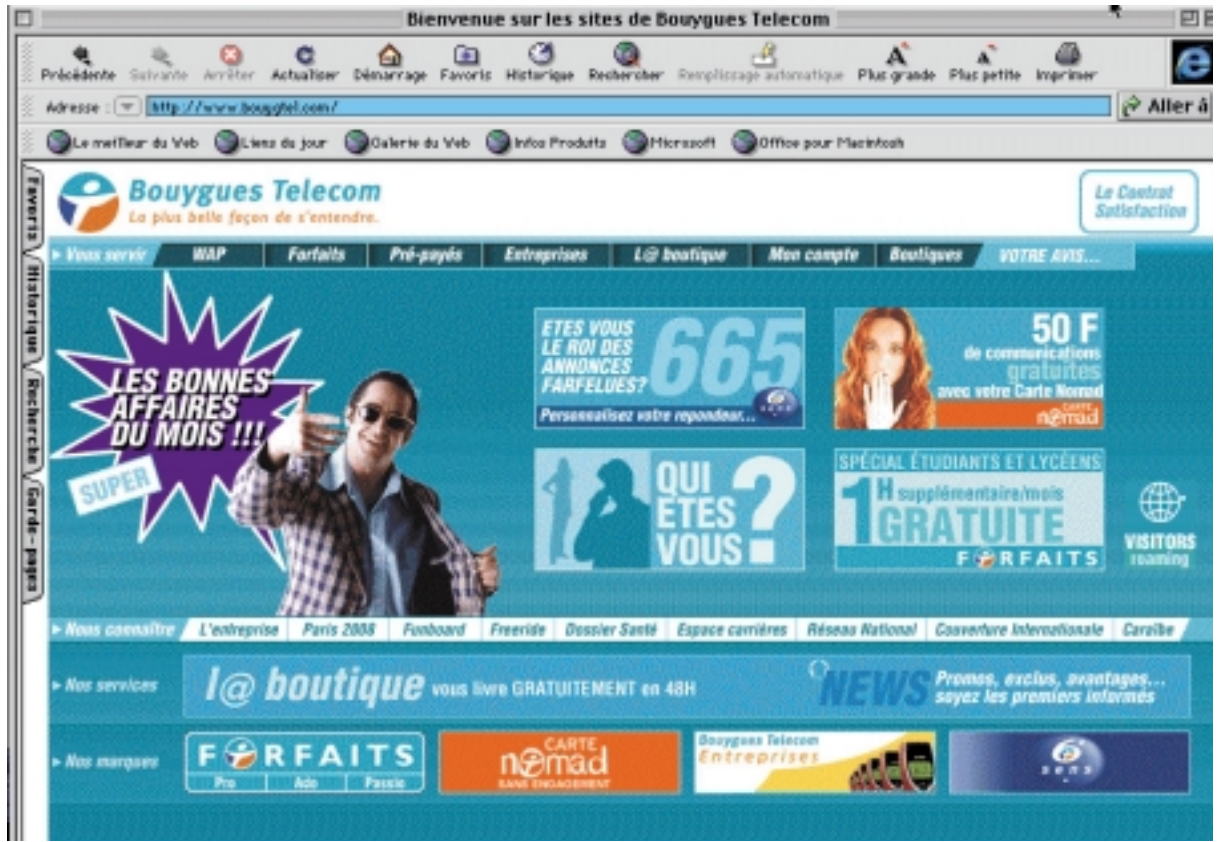 Bienvenue sur les sites de Bouygues Telecom
Précédente Suivante Arrêter Actualiser Démarrage Favoris Historique Rechercher Remplissage automatique Plus grande Plus petite Imprimer
Adresse : http://www.bouygtel.com/ Aller à
Le meilleur du Web Liens du jour Galerie du Web Infos Produits Microsoft Office pour Macintosh
Favoris
Historique
Recherche
Garde-pages
Bouygues Telecom
La plus belle façon de s'entendre.
Le Contrat
Satisfaction
Vous servir WAP Forfaits Pré-payés Entreprises L@ boutique Mon compte Boutiques VOTRE AVIS...
LES BONNES
AFFAIRES
DU MOIS !!!
SUPER
ETES VOUS
LE ROI DES
ANNONCES
FARFELUES?
665
Personnalisez votre repondeur...
6e sens
50 F
de communications
gratuites
avec votre Carte Nomad
CARTE
nomad
QUI
ETES
VOUS ?
SPÉCIAL ÉTUDIANTS ET LYCÉENS
1H supplémentaire/mois
GRATUITE
FORFAITS
VISITORS
roaming
Nous connaître L'entreprise Paris 2008 Funboard Freeride Dossier Santé Espace carrières Réseau National Couverture Internationale Caraïbe
Nos services l@ boutique vous livre GRATUITEMENT en 48H NEWS Promos, exclus, avantages...
soyez les premiers informés
Nos marques FORFAITS
Pro Ado Passio
CARTE
nomad
SANS ENGAGEMENT
Bouygues Telecom
Entreprises
6e
sens